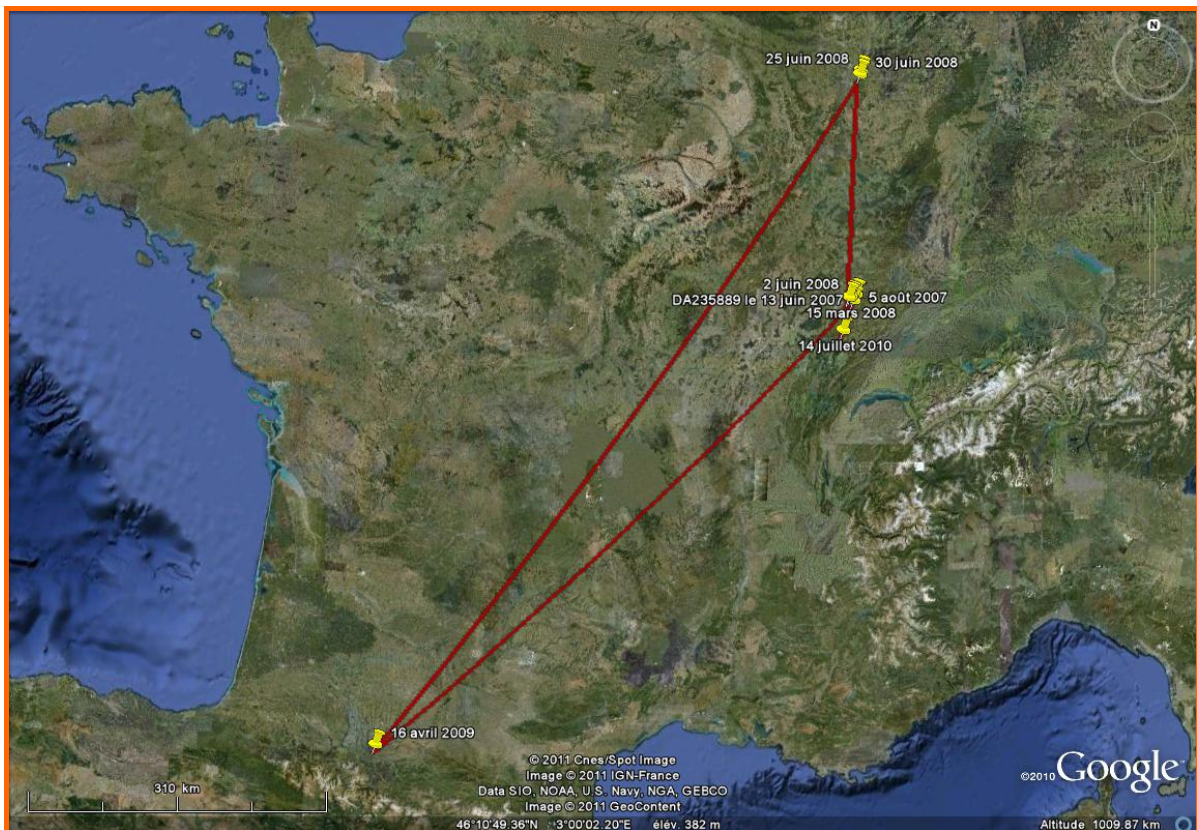 N
25 juin 2008
30 juin 2008
2 juin 2008
DA235889 le 13 juin 2007
5 août 2007
15 mars 2008
14 juillet 2010
16 avril 2009
© 2011 Cnes/Spot Image
Image © 2011 IGN-France
Data SIO, NOAA, U.S. Navy, NGA, GEBCO
Image © 2011 GeoContent
©2010 Google
310 km
46°10'49.36"N 3°00'02.20"E élév. 382 m Altitude 1009.87 km